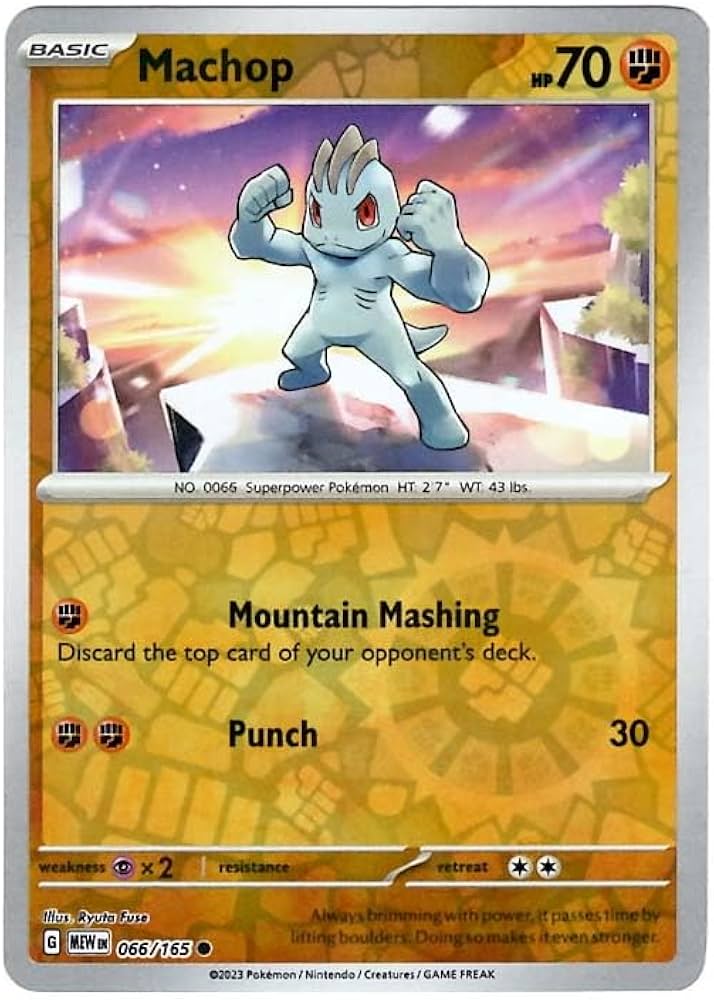 BASIC Machop HP 70
NO. 0066 Superpower Pokémon HT: 2'7" WT: 43 lbs.
Mountain Mashing
Discard the top card of your opponent's deck.
Punch 30
weakness ×2 resistance retreat
Illus. Ryuta Fuse
Always brimming with power, it passes time by
lifting boulders. Doing so makes it even stronger.
G MEW EN 066/165
©2023 Pokémon / Nintendo / Creatures / GAME FREAK